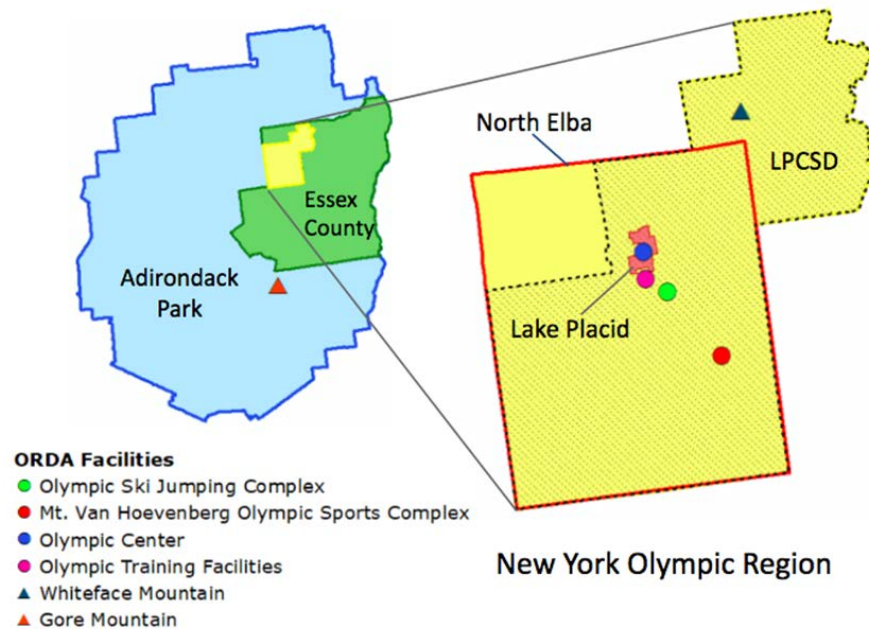 North Elba
LPCSD
Essex
County
Adirondack
Park
Lake Placid
ORDA Facilities
Olympic Ski Jumping Complex
Mt. Van Hoevenberg Olympic Sports Complex
Olympic Center
Olympic Training Facilities
Whiteface Mountain
Gore Mountain
New York Olympic Region